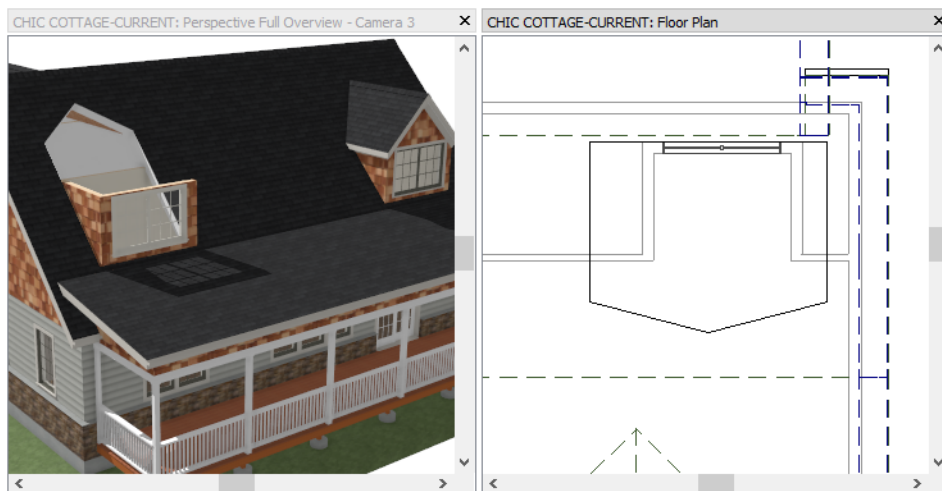 CHIC COTTAGE-CURRENT: Perspective Full Overview - Camera 3
CHIC COTTAGE-CURRENT: Floor Plan